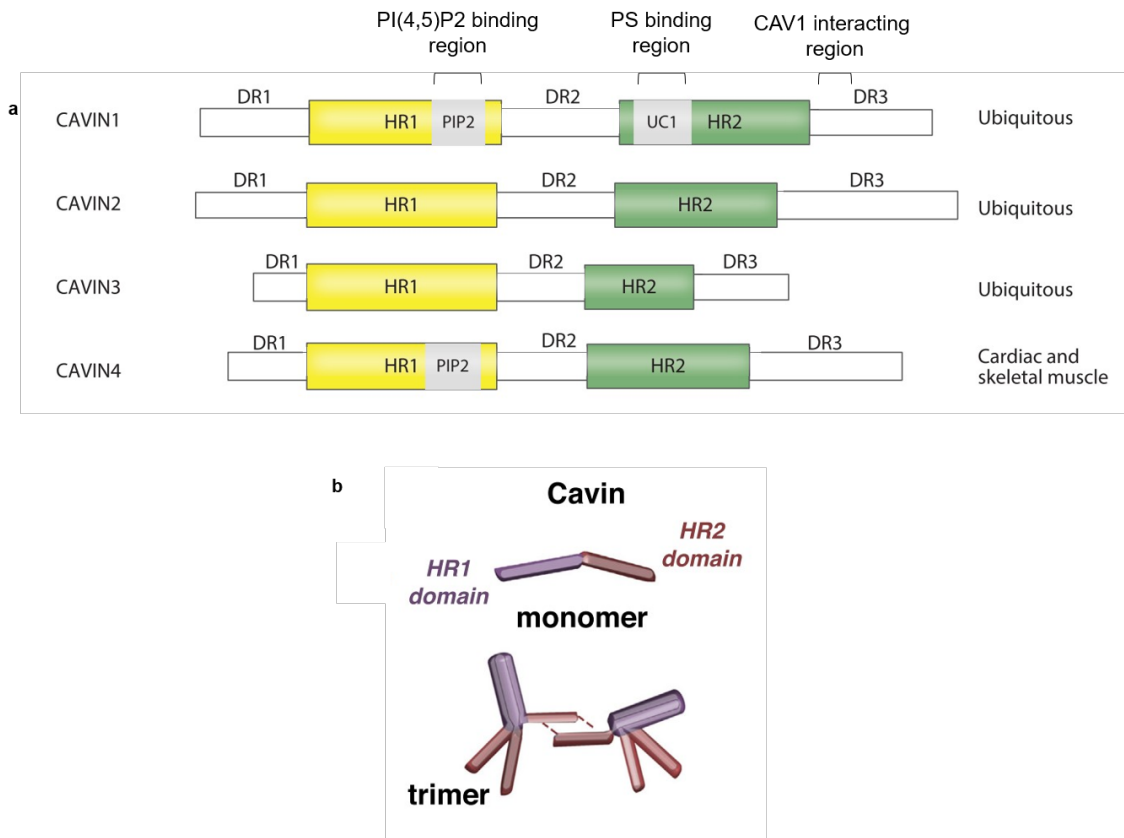 PI(4,5)P2 binding
region
PS binding
region
CAV1 interacting
region
a
CAVIN1
DR1
HR1
PIP2
DR2
UC1
HR2
DR3
Ubiquitous
CAVIN2
DR1
HR1
DR2
HR2
DR3
Ubiquitous
CAVIN3
DR1
HR1
DR2
HR2
DR3
Ubiquitous
CAVIN4
DR1
HR1
PIP2
DR2
HR2
DR3
Cardiac and
skeletal muscle
b
Cavin
HR1
domain
HR2
domain
monomer
trimer